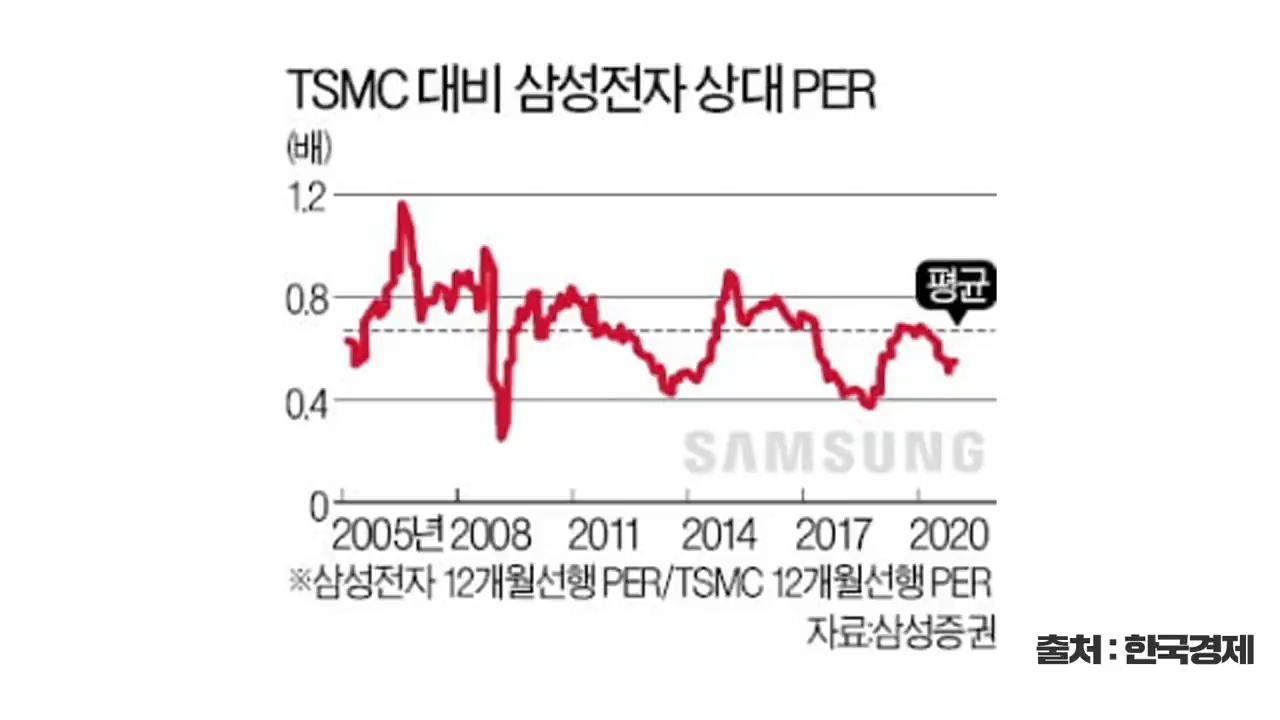 TSMC 대비 삼성전자 상대 PER
(배)
1.2
평균
0.8
0.4
SAMSUNG
0
2005년 2008 2011 2014 2017 2020
※삼성전자 12개월선행 PER/TSMC 12개월선행 PER
자료:삼성증권
출처 : 한국경제